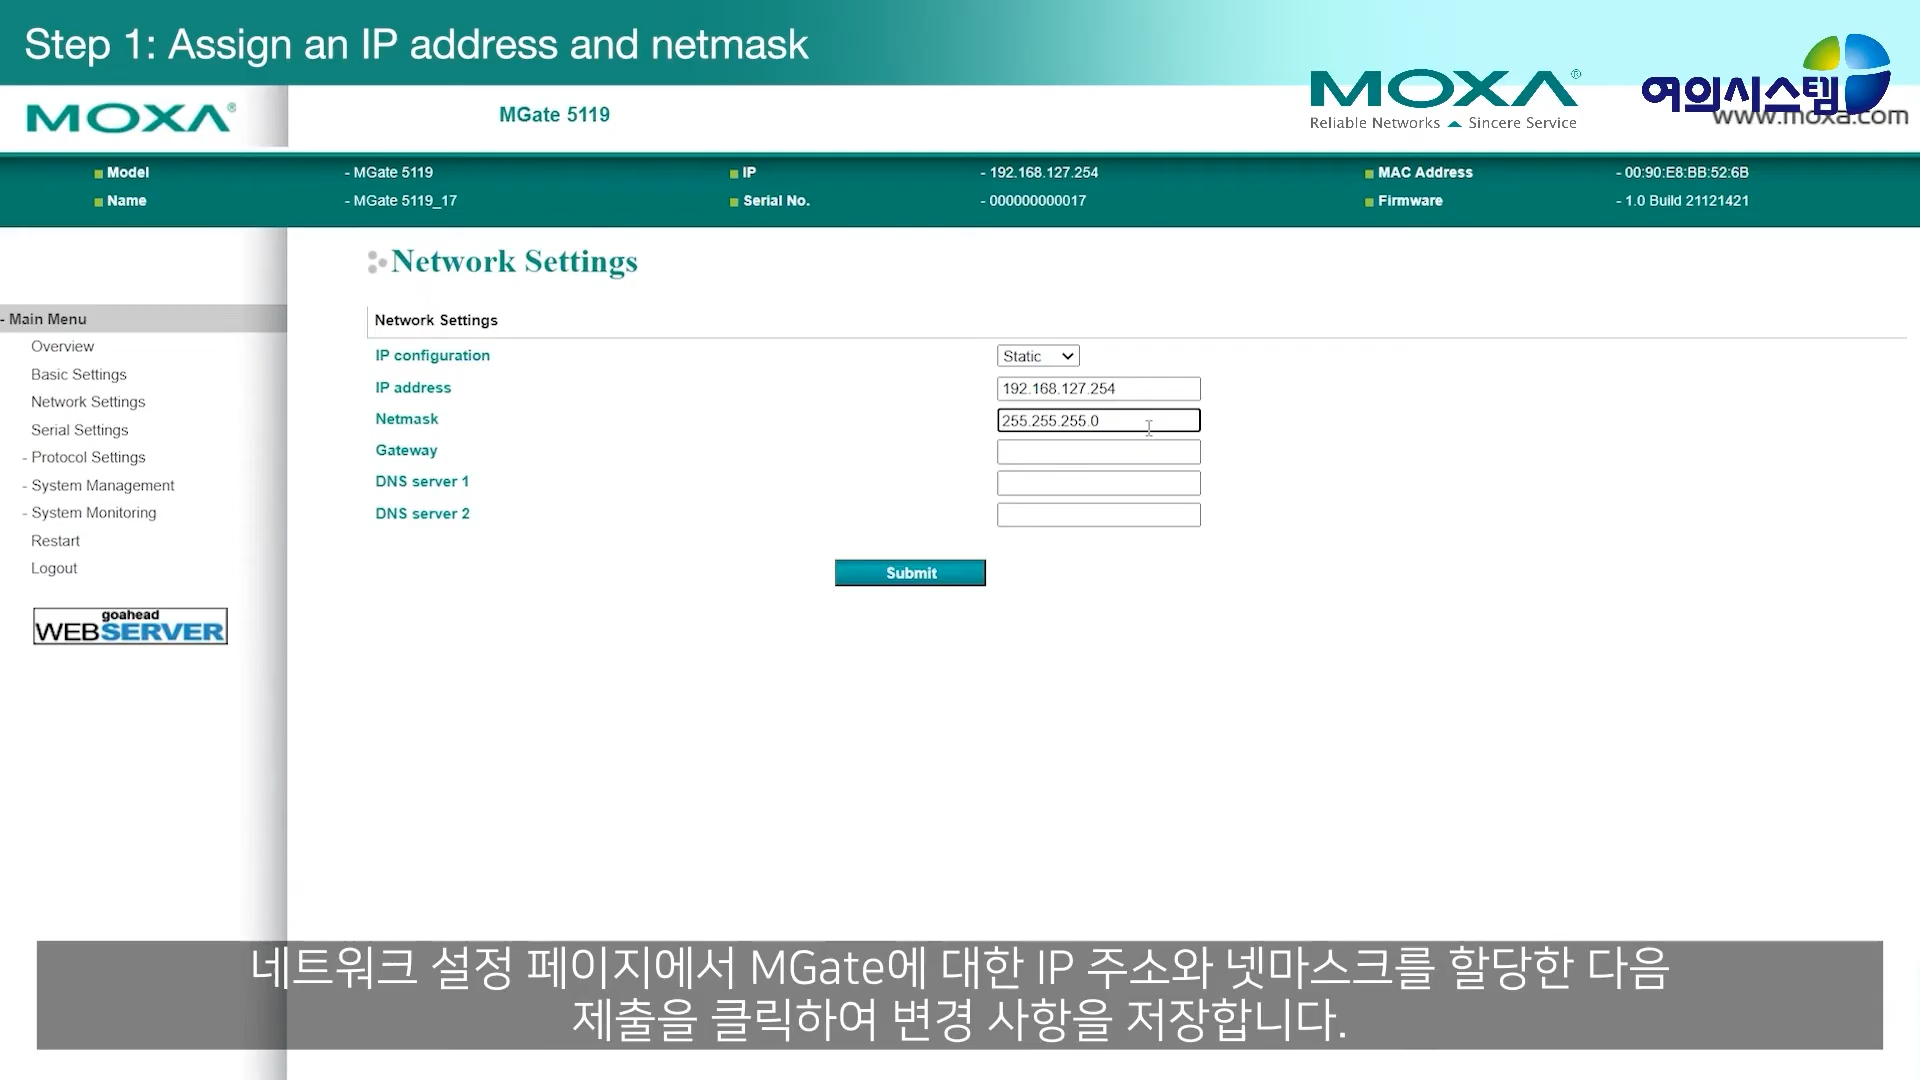 Step 1: Assign an IP address and netmask
MOXA®
MGate 5119
MOXA®
Reliable Networks Sincere Service
여의시스템
www.moxa.com
Model - MGate 5119 IP - 192.168.127.254 MAC Address - 00:90:E8:BB:52:6B
Name - MGate 5119_17 Serial No. - 000000000017 Firmware - 1.0 Build 21121421
Network Settings
- Main Menu
Overview
Basic Settings
Network Settings
Serial Settings
- Protocol Settings
- System Management
- System Monitoring
Restart
Logout
goahead
WEBSERVER
Network Settings
IP configuration Static
IP address 192.168.127.254
Netmask 255.255.255.0
Gateway
DNS server 1
DNS server 2
Submit
네트워크 설정 페이지에서 MGate에 대한 IP 주소와 넷마스크를 할당한 다음
제출을 클릭하여 변경 사항을 저장합니다.